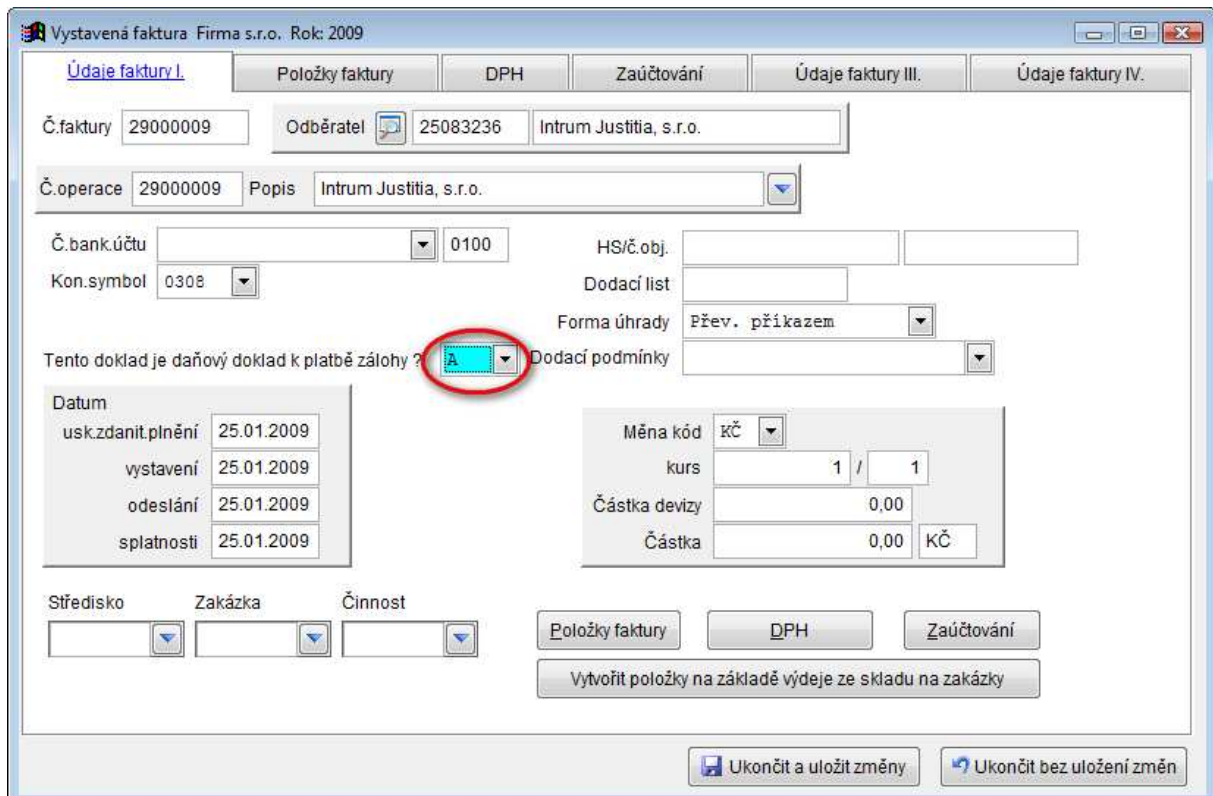 Vystavená faktura Firma s.r.o. Rok: 2009
Údaje faktury I. Položky faktury DPH Zaúčtování Údaje faktury III. Údaje faktury IV.
Č.faktury 29000009 Odběratel 25083236 Intrum Justitia, s.r.o.
Č.operace 29000009 Popis Intrum Justitia, s.r.o.
Č.bank.účtu 0100 HS/č.obj.
Kon.symbol 0308 Dodací list
Forma úhrady Přev. příkazem
Tento doklad je daňový doklad k platbě zálohy ? A Dodací podmínky
Datum
usk.zdanit.plnění 25.01.2009 Měna kód KČ
vystavení 25.01.2009 kurs 1 / 1
odeslání 25.01.2009 Částka devizy 0,00
splatnosti 25.01.2009 Částka 0,00 KČ
Středisko Zakázka Činnost
Položky faktury DPH Zaúčtování
Vytvořit položky na základě výdeje ze skladu na zakázky
Ukončit a uložit změny Ukončit bez uložení změn